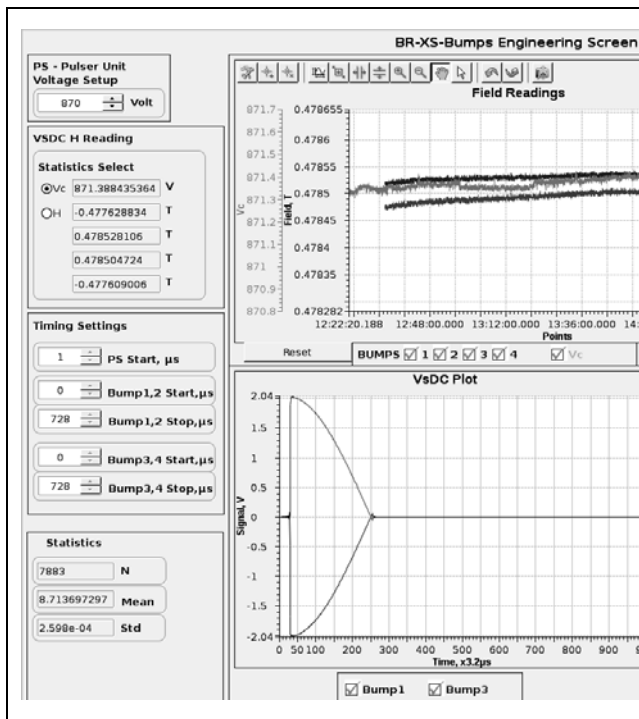 BR-XS-Bumps Engineering Screen
PS - Pulser Unit
Voltage Setup
870 Volt
VSDC H Reading
Statistics Select
Vc 871.388435364 V
H -0.477628834 T
0.478528106 T
0.478504724 T
-0.477609006 T
Timing Settings
1 PS Start, µs
0 Bump1,2 Start,µs
728 Bump1,2 Stop,µs
0 Bump3,4 Start,µs
728 Bump3,4 Stop,µs
Statistics
7883 N
8.713697297 Mean
2.598e-04 Std
Field Readings
871.7
871.6
871.5
871.4
871.3
871.2
871.1
871
870.9
870.8
Vc
0.478655
0.4786
0.47855
0.4785
0.47845
0.4784
0.47835
0.478282
Field, T
12:22:20.188 12:48:00.000 13:12:00.000 13:36:00.000 14:
Points
Reset
BUMPS 1 2 3 4 Vc
VsDC Plot
2.04
1.5
1
0.5
0
-0.5
-1
-1.5
-2.04
Signal, V
0 50 100 200 300 400 500 600 700 800 900
Time, x3.2µs
Bump1 Bump3